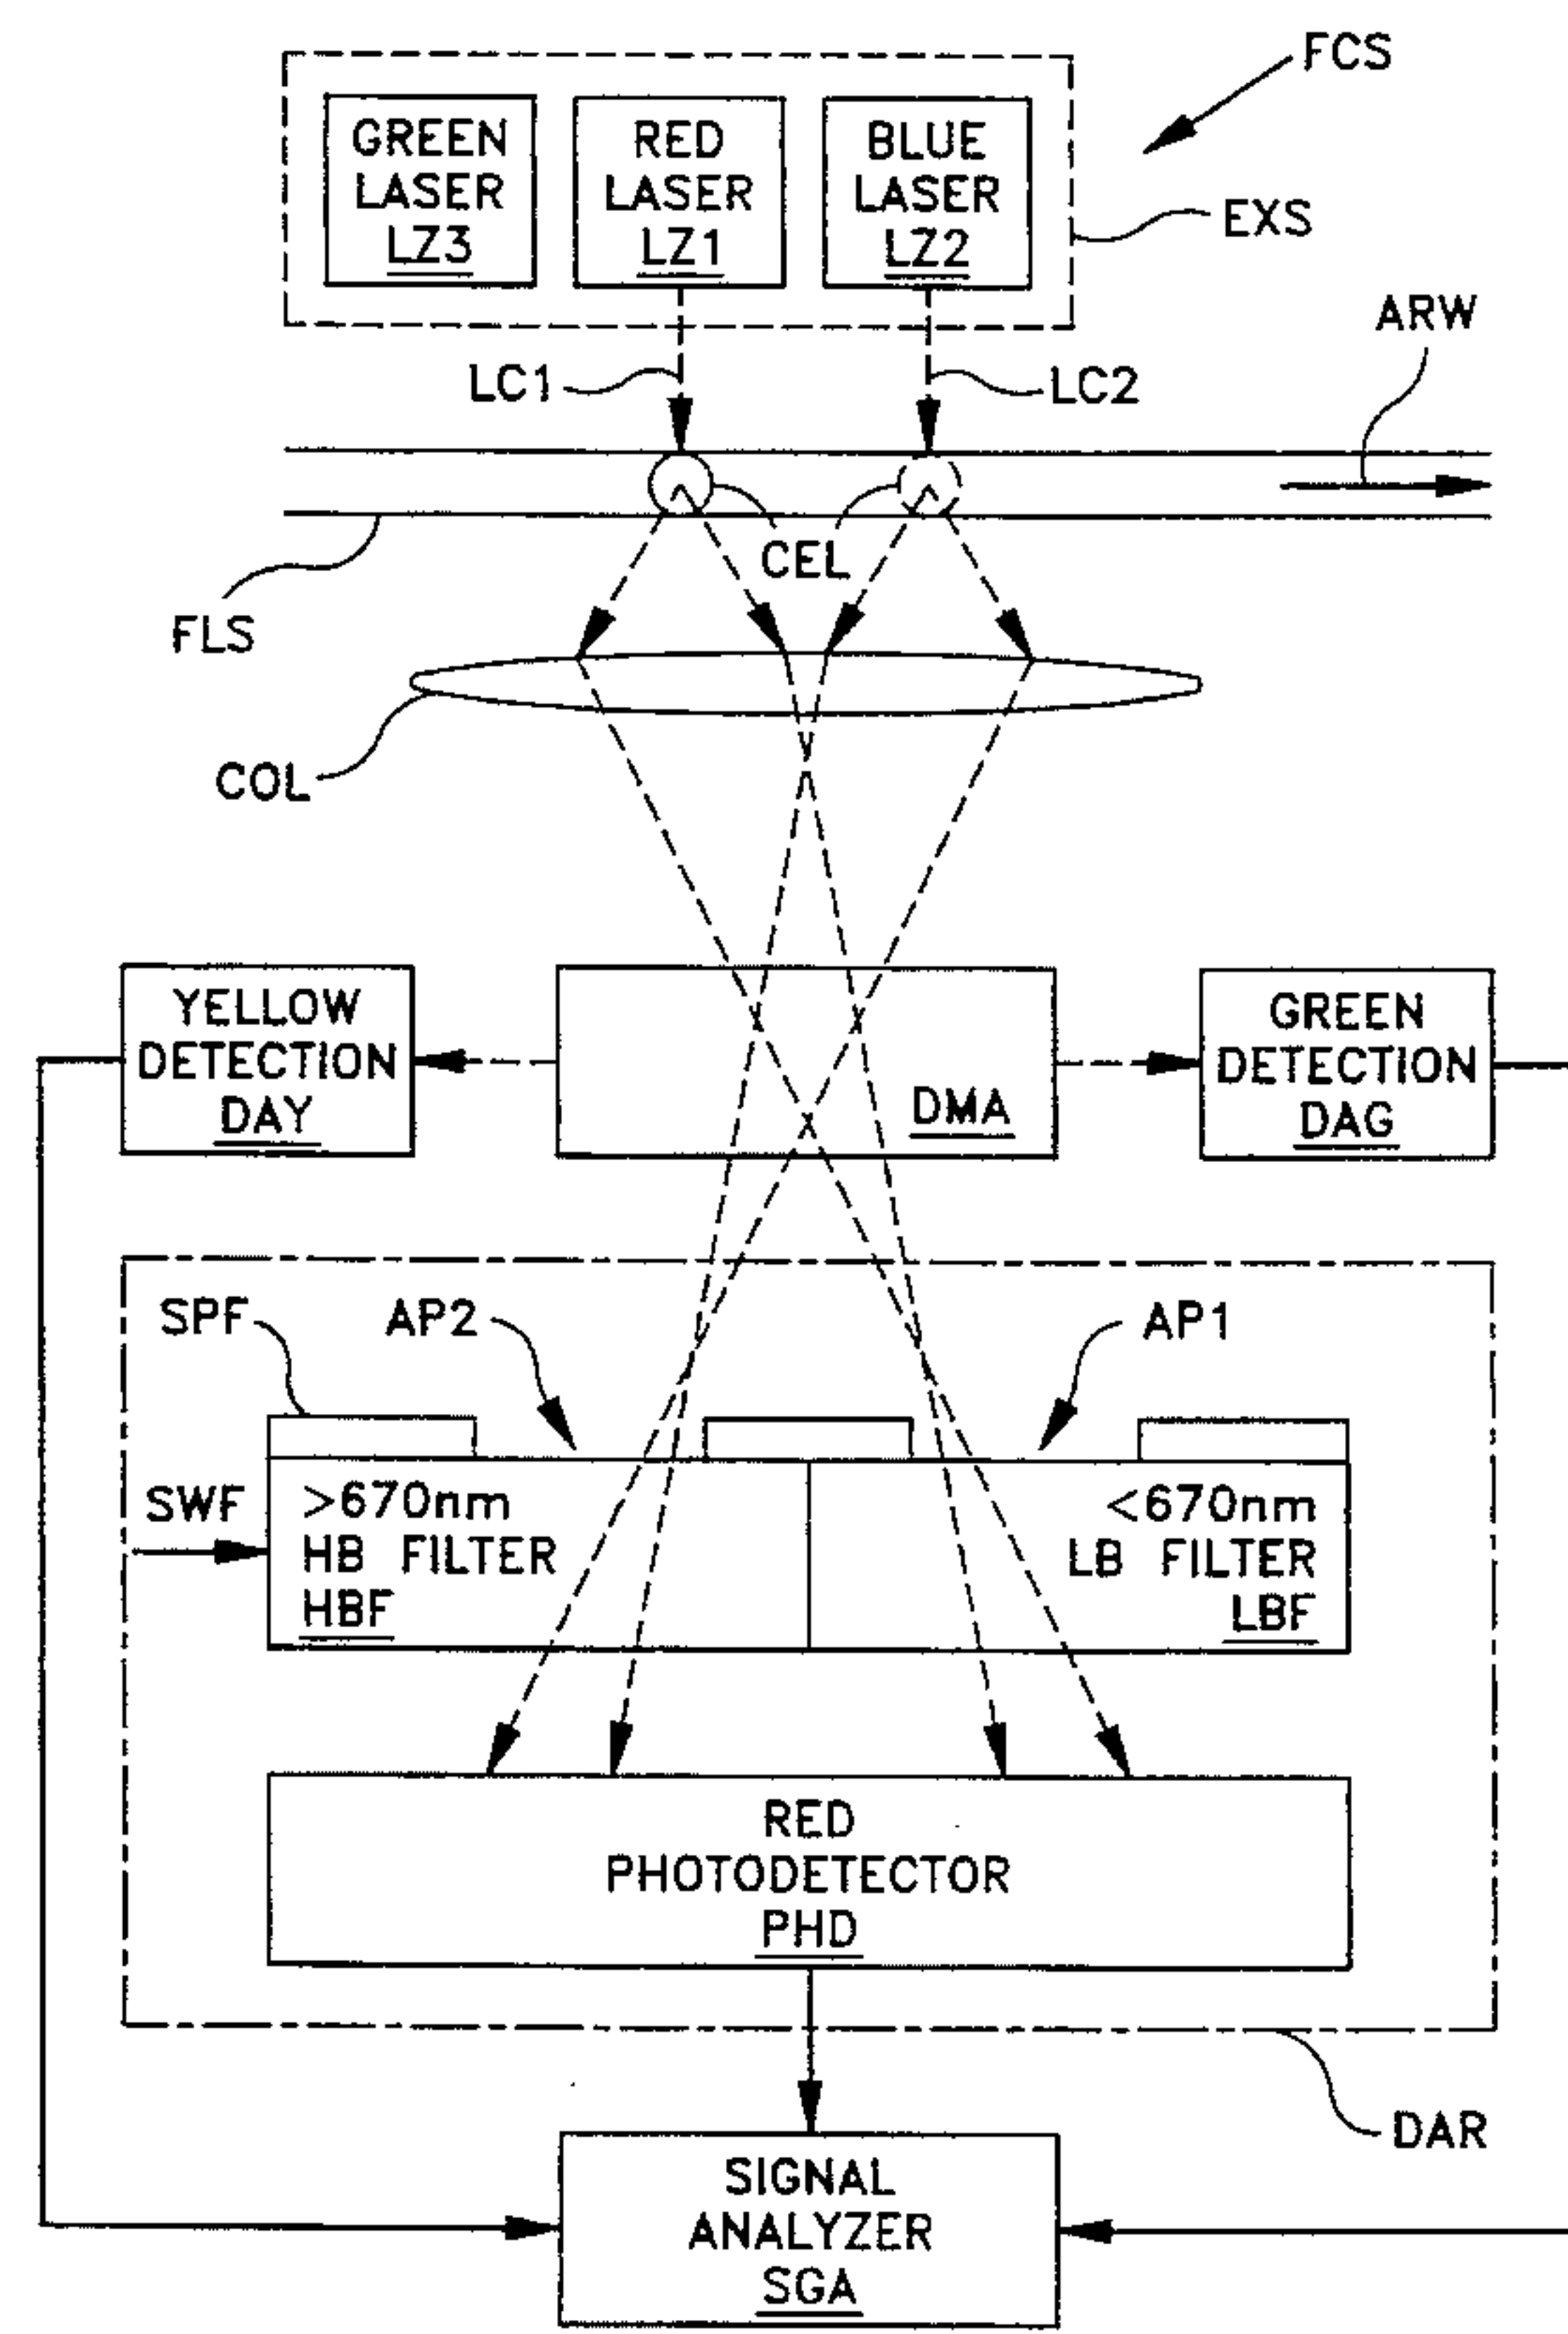 FCS
GREEN
LASER
LZ3
RED
LASER
LZ1
BLUE
LASER
LZ2
EXS
ARW
LC1
LC2
CEL
FLS
COL
YELLOW
DETECTION
DAY
DMA
GREEN
DETECTION
DAG
SPF
AP2
AP1
SWF
>670nm
HB FILTER
HBF
<670nm
LB FILTER
LBF
RED
PHOTODETECTOR
PHD
DAR
SIGNAL
ANALYZER
SGA